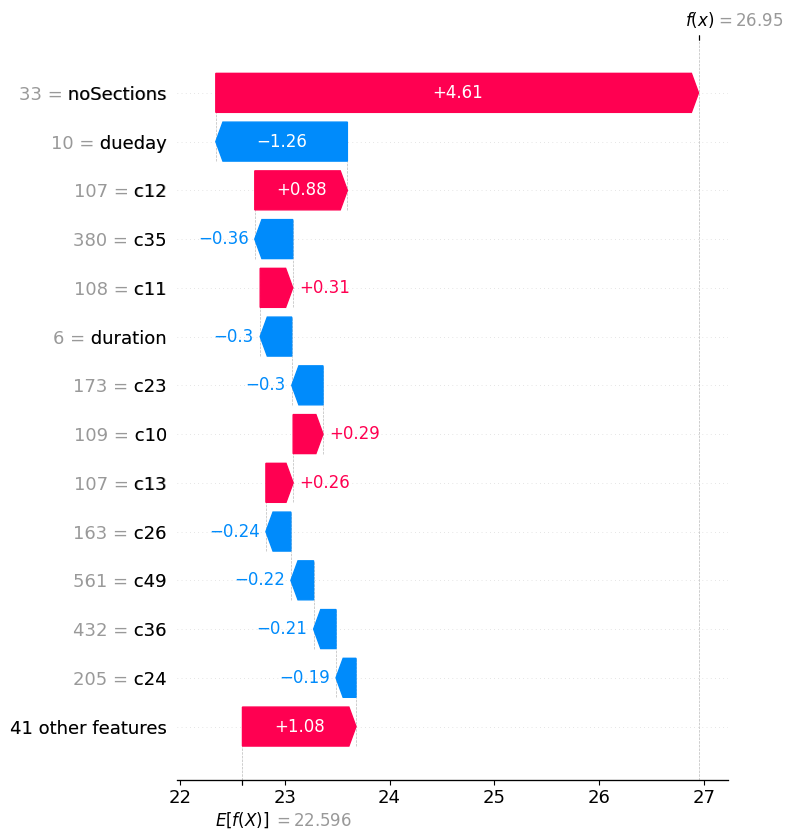 f(x) = 26.95
33 = noSections +4.61
10 = dueday −1.26
107 = c12 +0.88
380 = c35 −0.36
108 = c11 +0.31
6 = duration −0.3
173 = c23 −0.3
109 = c10 +0.29
107 = c13 +0.26
163 = c26 −0.24
561 = c49 −0.22
432 = c36 −0.21
205 = c24 −0.19
41 other features +1.08
22 23 24 25 26 27
E[f(X)] = 22.596